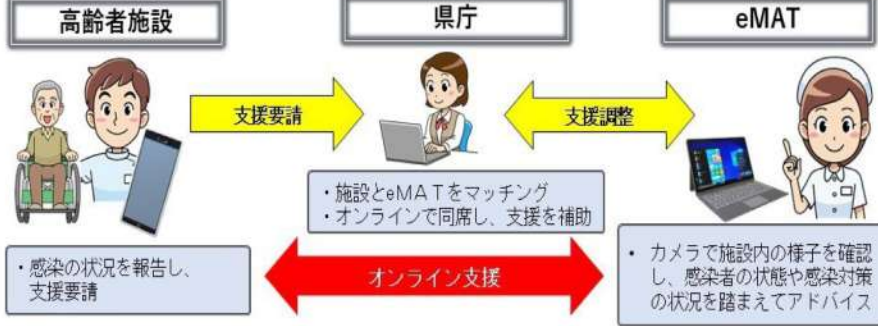 高齢者施設
県庁
eMAT
支援要請
支援調整
・施設とeMATをマッチング
・オンラインで同席し、支援を補助
・感染の状況を報告し、
支援要請
オンライン支援
・ カメラで施設内の様子を確認
し、感染者の状態や感染対策
の状況を踏まえてアドバイス